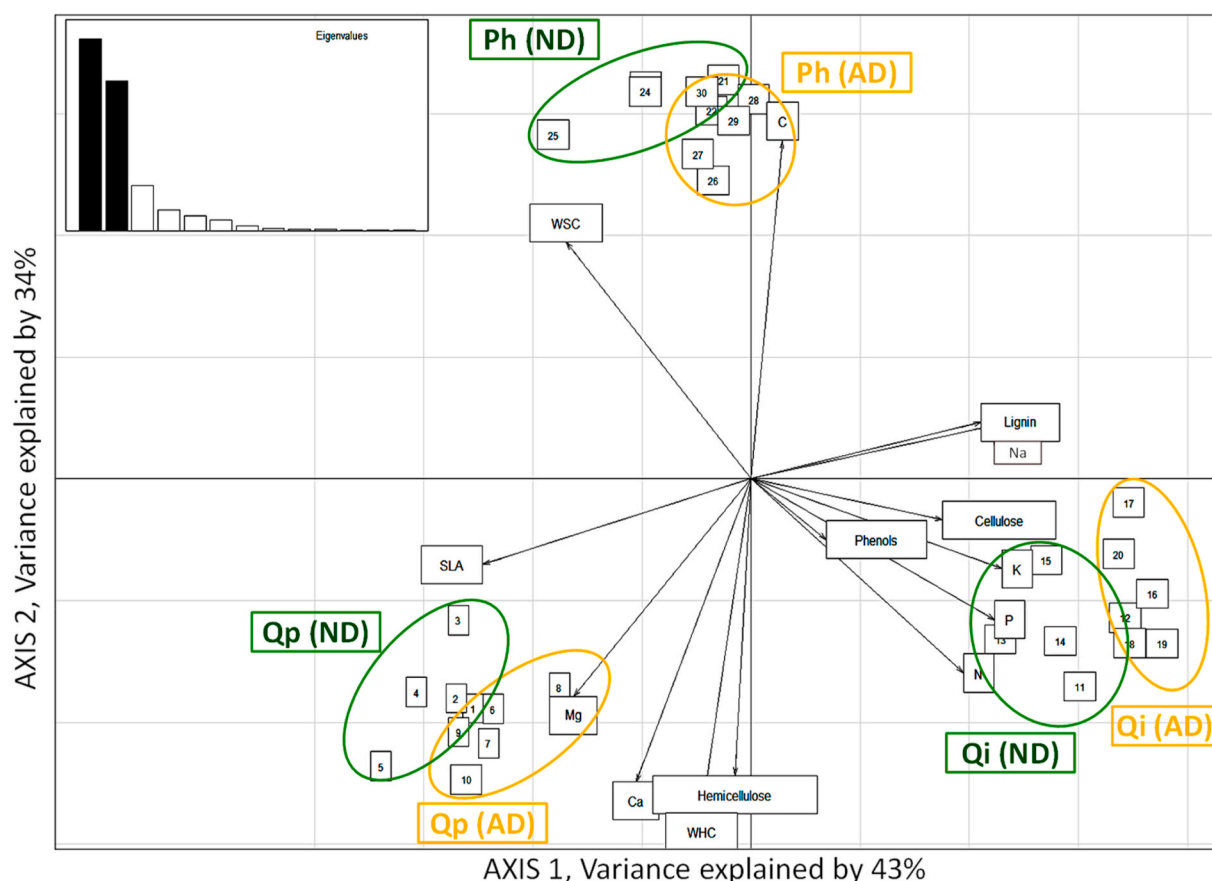 Eigenvalues
Ph (ND)
Ph (AD)
21
24
30
28
22
29
C
25
27
26
WSC
Lignin
Na
17
Cellulose
Phenols
20
15
K
SLA
16
Qp (ND)
3
12
P
13
14
18
19
4
8
N
11
2
1
6
Mg
9
7
Qi (AD)
5
Qi (ND)
10
Ca
Hemicellulose
Qp (AD)
WHC
AXIS 2, Variance explained by 34%
AXIS 1, Variance explained by 43%